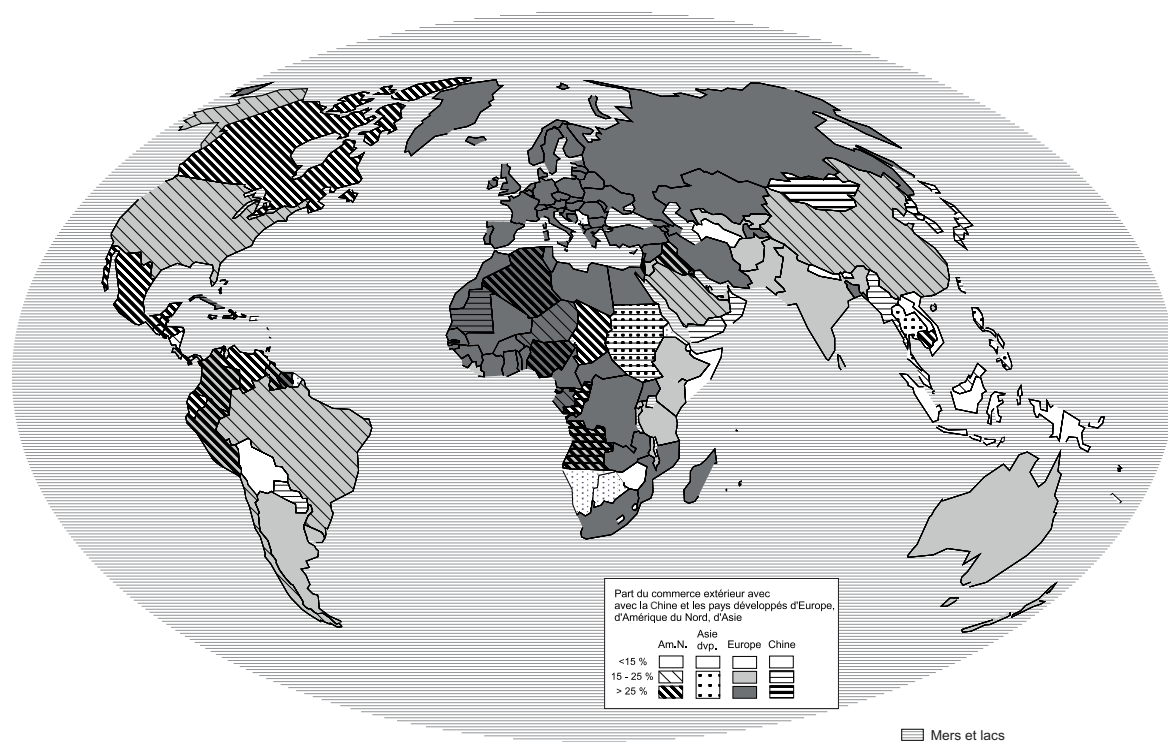 Part du commerce extérieur avec
avec la Chine et les pays développés d'Europe,
d'Amérique du Nord, d'Asie
Am.N. Asie dvp. Europe Chine
<15 %
15 - 25 %
> 25 %
Mers et lacs